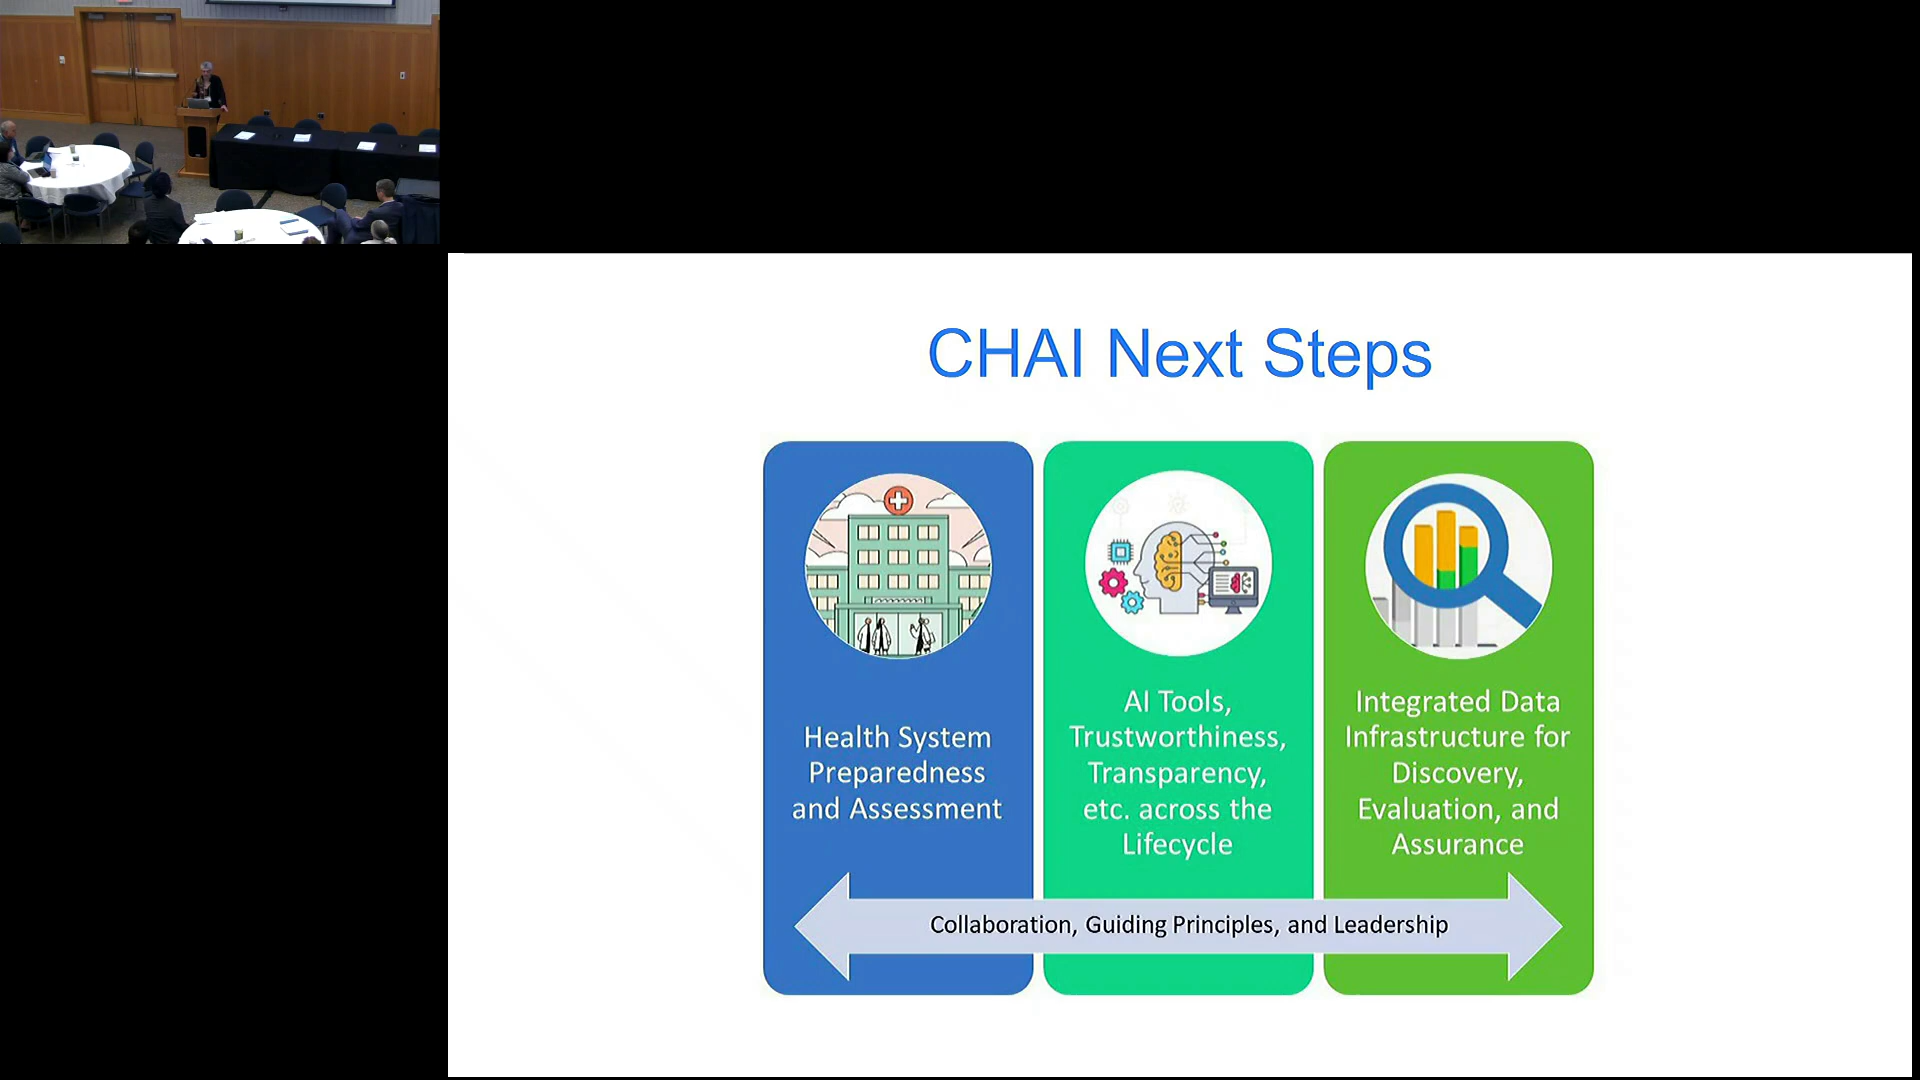 CHAI Next Steps
Health System
Preparedness
and Assessment
AI Tools,
Trustworthiness,
Transparency,
etc. across the
Lifecycle
Integrated Data
Infrastructure for
Discovery,
Evaluation, and
Assurance
Collaboration, Guiding Principles, and Leadership